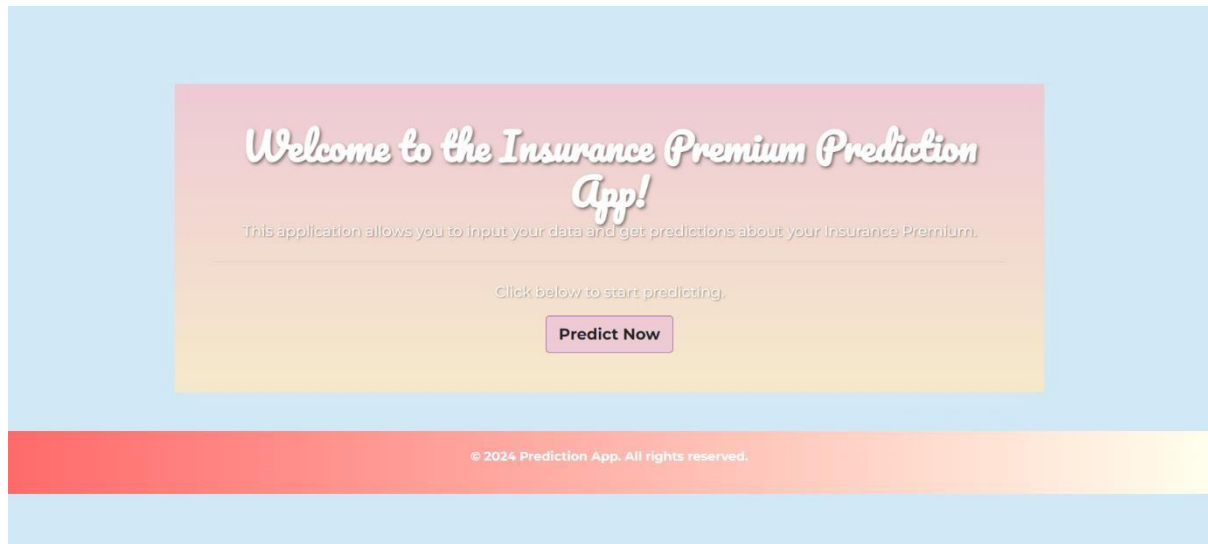 Welcome to the Insurance Premium Prediction
App!
This application allows you to input your data and get predictions about your Insurance Premium.
Click below to start predicting.
Predict Now
© 2024 Prediction App. All rights reserved.